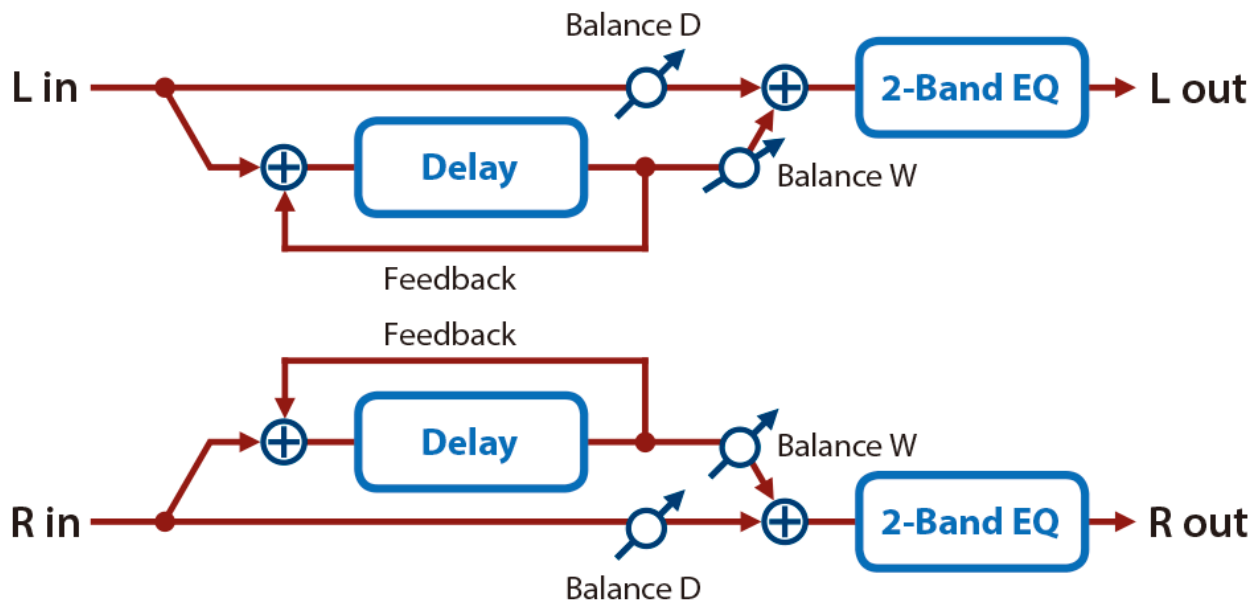 Balance D
L in
2-Band EQ
L out
Delay
Balance W
Feedback
Feedback
Delay
Balance W
R in
2-Band EQ
R out
Balance D